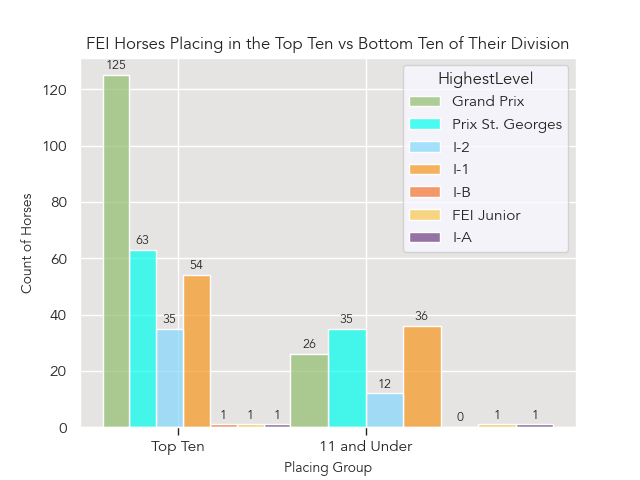 FEI Horses Placing in the Top Ten vs Bottom Ten of Their Division
Count of Horses
0
20
40
60
80
100
120
125
63
35
54
1
1
1
26
35
12
36
0
1
1
HighestLevel
Grand Prix
Prix St. Georges
I-2
I-1
I-B
FEI Junior
I-A
Top Ten
11 and Under
Placing Group